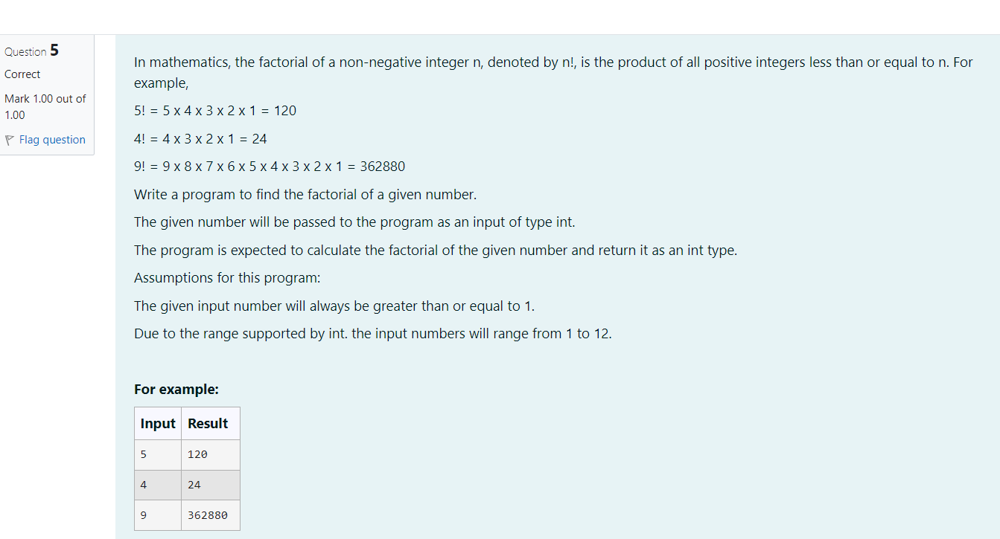 Question 5
Correct
Mark 1.00 out of
1.00
Flag question
In mathematics, the factorial of a non-negative integer n, denoted by n!, is the product of all positive integers less than or equal to n. For
example,
5! = 5 x 4 x 3 x 2 x 1 = 120
4! = 4 x 3 x 2 x 1 = 24
9! = 9 x 8 x 7 x 6 x 5 x 4 x 3 x 2 x 1 = 362880
Write a program to find the factorial of a given number.
The given number will be passed to the program as an input of type int.
The program is expected to calculate the factorial of the given number and return it as an int type.
Assumptions for this program:
The given input number will always be greater than or equal to 1.
Due to the range supported by int. the input numbers will range from 1 to 12.
For example:
Input Result
5 120
4 24
9 362880